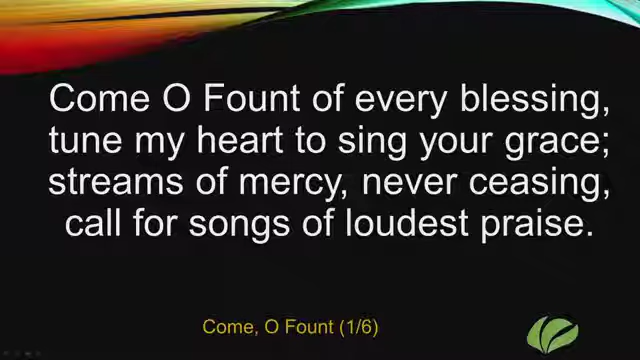 Come O Fount of every blessing,
tune my heart to sing your grace;
streams of mercy, never ceasing,
call for songs of loudest praise.
Come, O Fount (1/6)